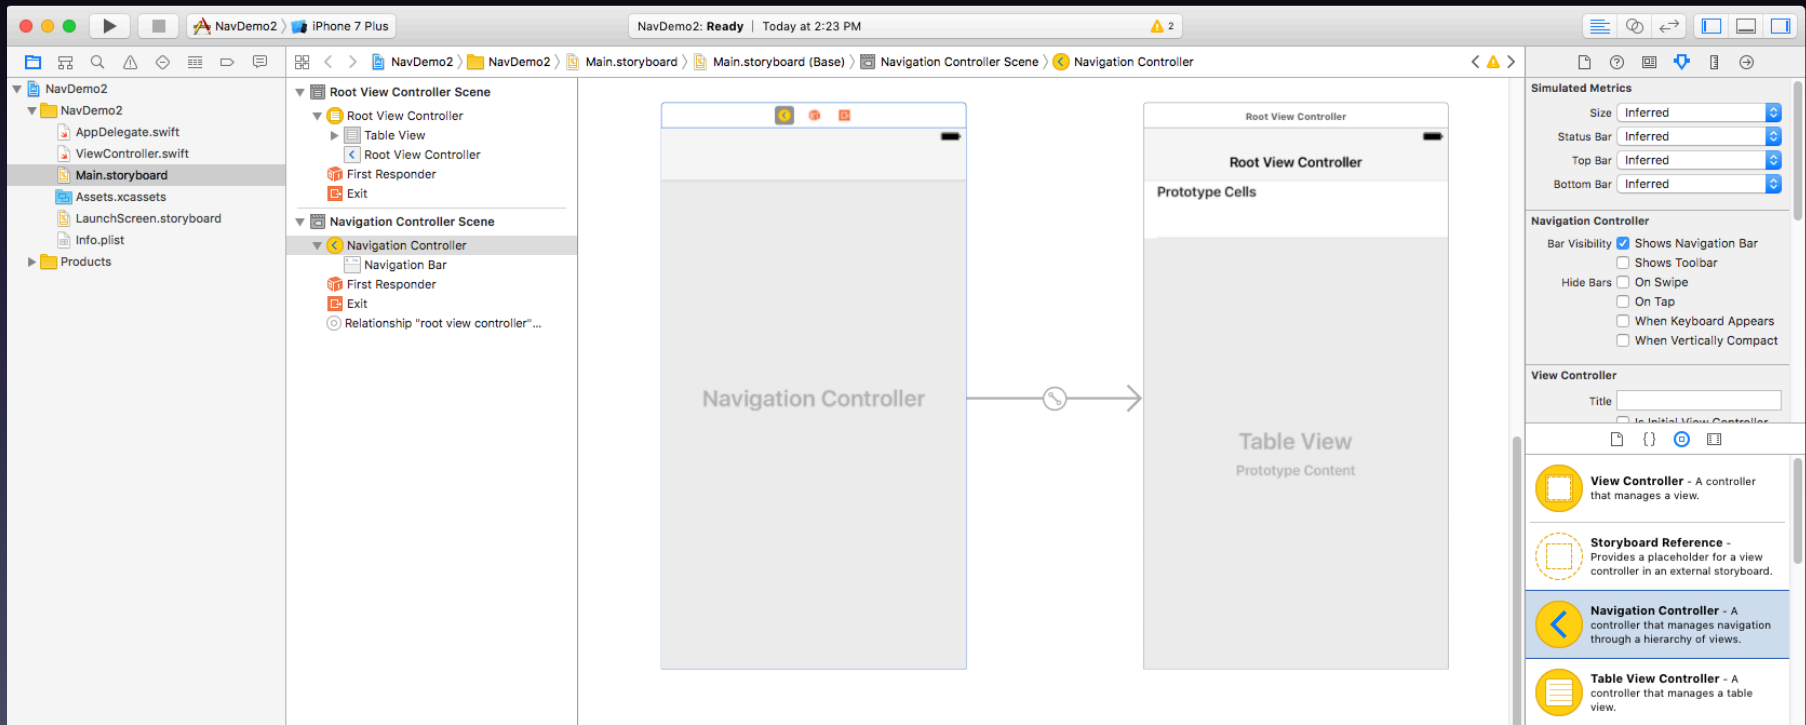 NavDemo2
iPhone 7 Plus
NavDemo2: Ready | Today at 2:23 PM
2
NavDemo2
NavDemo2
Main.storyboard
Main.storyboard (Base)
Navigation Controller Scene
Navigation Controller
NavDemo2
NavDemo2
AppDelegate.swift
ViewController.swift
Main.storyboard
Assets.xcassets
LaunchScreen.storyboard
Info.plist
Products
Root View Controller Scene
Root View Controller
Table View
Root View Controller
First Responder
Exit
Navigation Controller Scene
Navigation Controller
Navigation Bar
First Responder
Exit
Relationship "root view controller"...
Navigation Controller
Root View Controller
Root View Controller
Prototype Cells
Table View
Prototype Content
Simulated Metrics
Size Inferred
Status Bar Inferred
Top Bar Inferred
Bottom Bar Inferred
Navigation Controller
Bar Visibility Shows Navigation Bar
Shows Toolbar
Hide Bars On Swipe
On Tap
When Keyboard Appears
When Vertically Compact
View Controller
Title
Is Initial View Controller
{}
View Controller - A controller
that manages a view.
Storyboard Reference -
Provides a placeholder for a view
controller in an external storyboard.
Navigation Controller - A
controller that manages navigation
through a hierarchy of views.
Table View Controller - A
controller that manages a table
view.